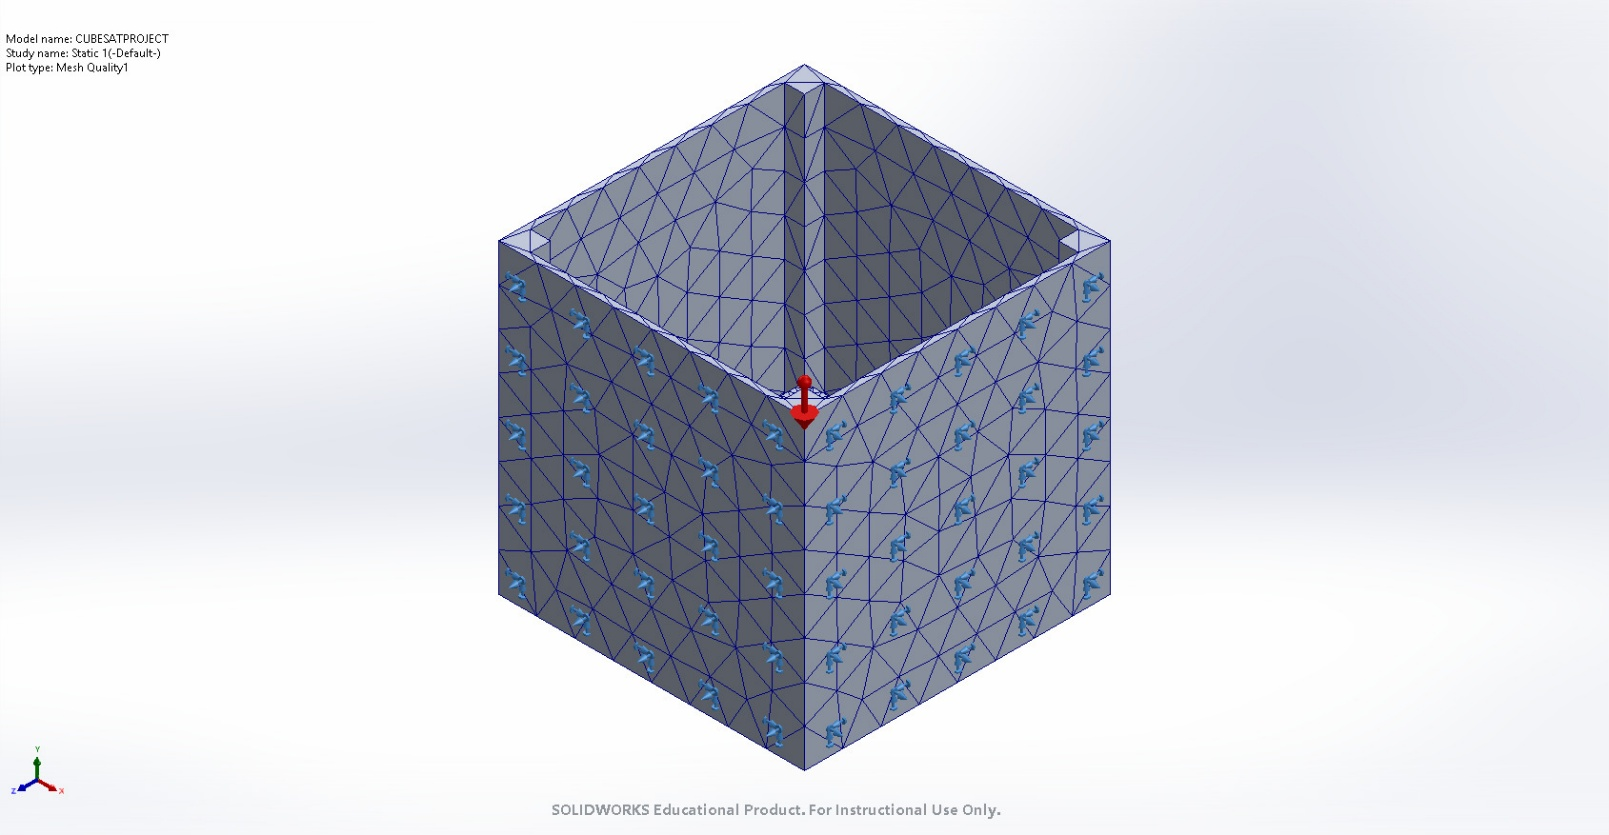 Model name: CUBESATPROJECT
Study name: Static 1(-Default-)
Plot type: Mesh Quality1
Y
Z
X
SOLIDWORKS Educational Product. For Instructional Use Only.